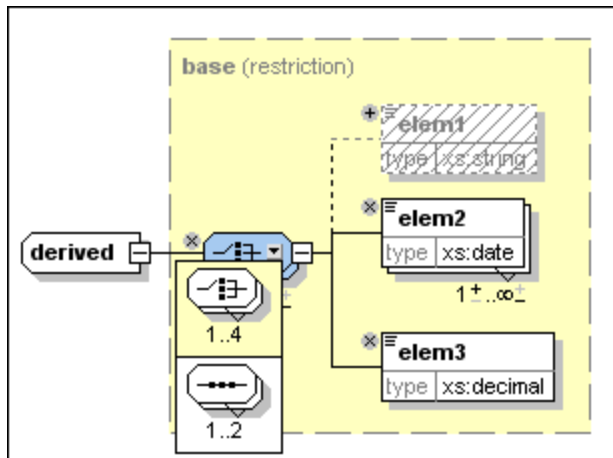 base (restriction)
elem1
type xs:string
elem2
type xs:date
1±..∞±
derived
1..4
elem3
type xs:decimal
1..2